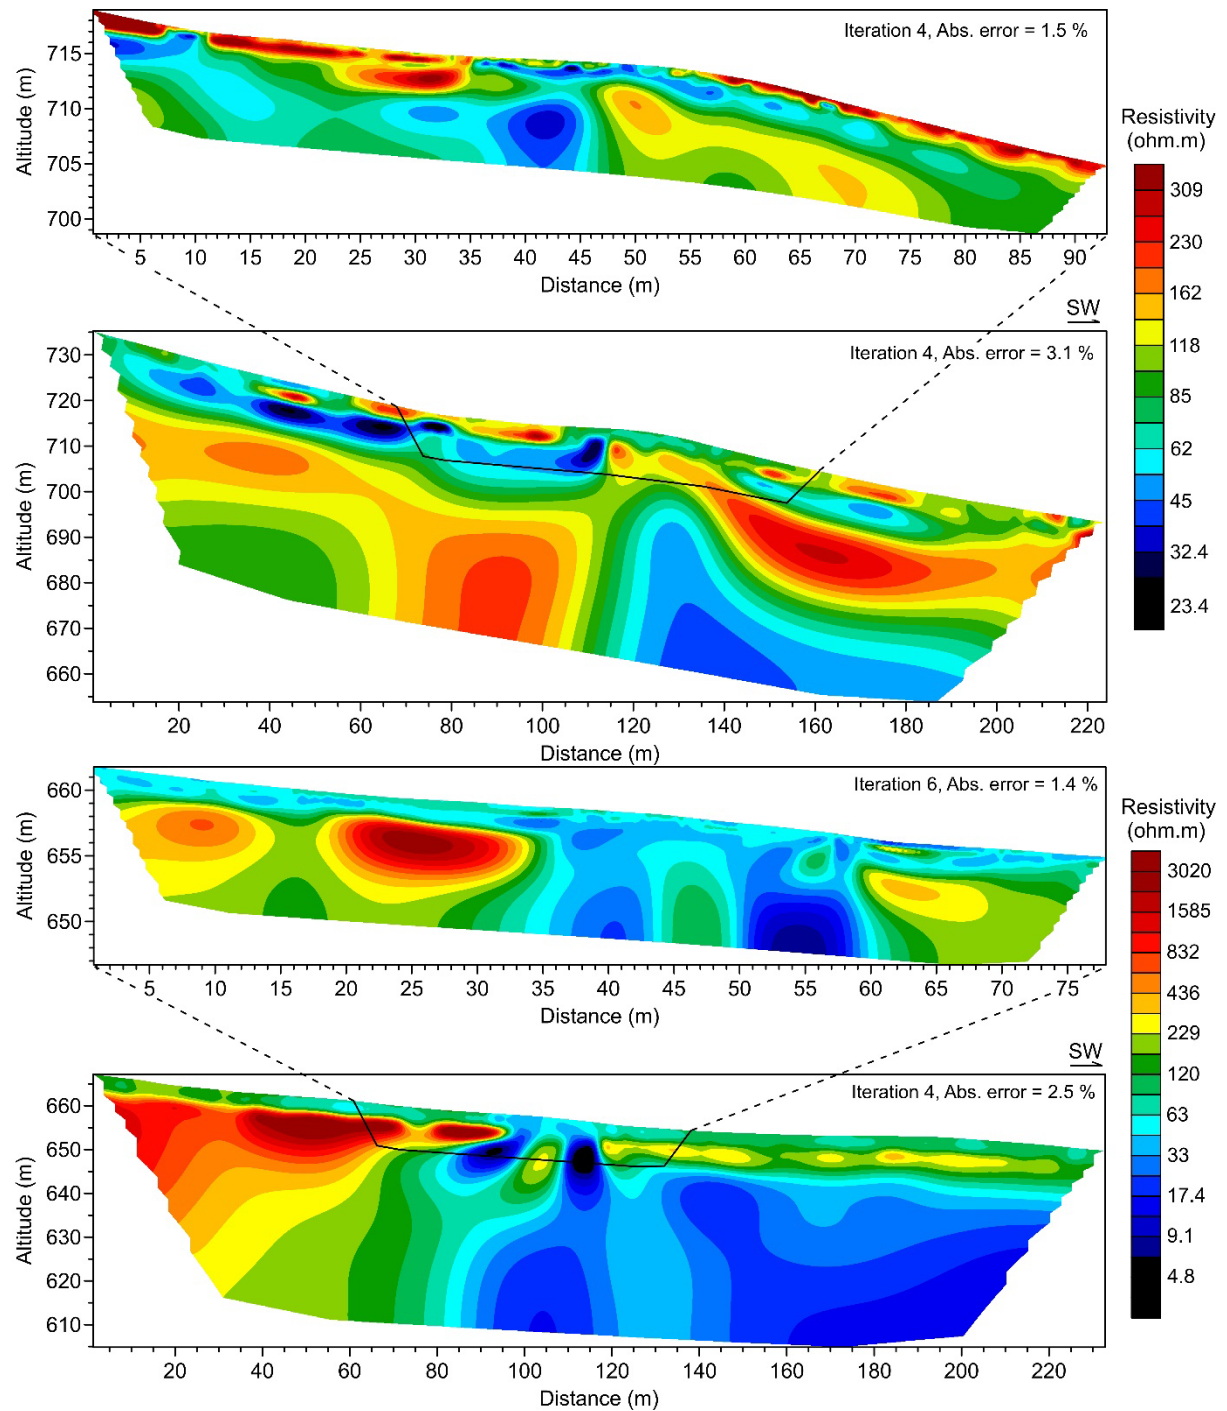 Iteration 4, Abs. error = 1.5 %
Altitude (m)
715
710
705
700
5 10 15 20 25 30 35 40 45 50 55 60 65 70 75 80 85 90
Distance (m)
Resistivity
(ohm.m)
309
230
162
118
85
62
45
32.4
23.4
SW
Iteration 4, Abs. error = 3.1 %
Altitude (m)
730
720
710
700
690
680
670
660
20 40 60 80 100 120 140 160 180 200 220
Distance (m)
Iteration 6, Abs. error = 1.4 %
Altitude (m)
660
655
650
5 10 15 20 25 30 35 40 45 50 55 60 65 70 75
Distance (m)
Resistivity
(ohm.m)
3020
1585
832
436
229
120
63
33
17.4
9.1
4.8
SW
Iteration 4, Abs. error = 2.5 %
Altitude (m)
660
650
640
630
620
610
20 40 60 80 100 120 140 160 180 200 220
Distance (m)